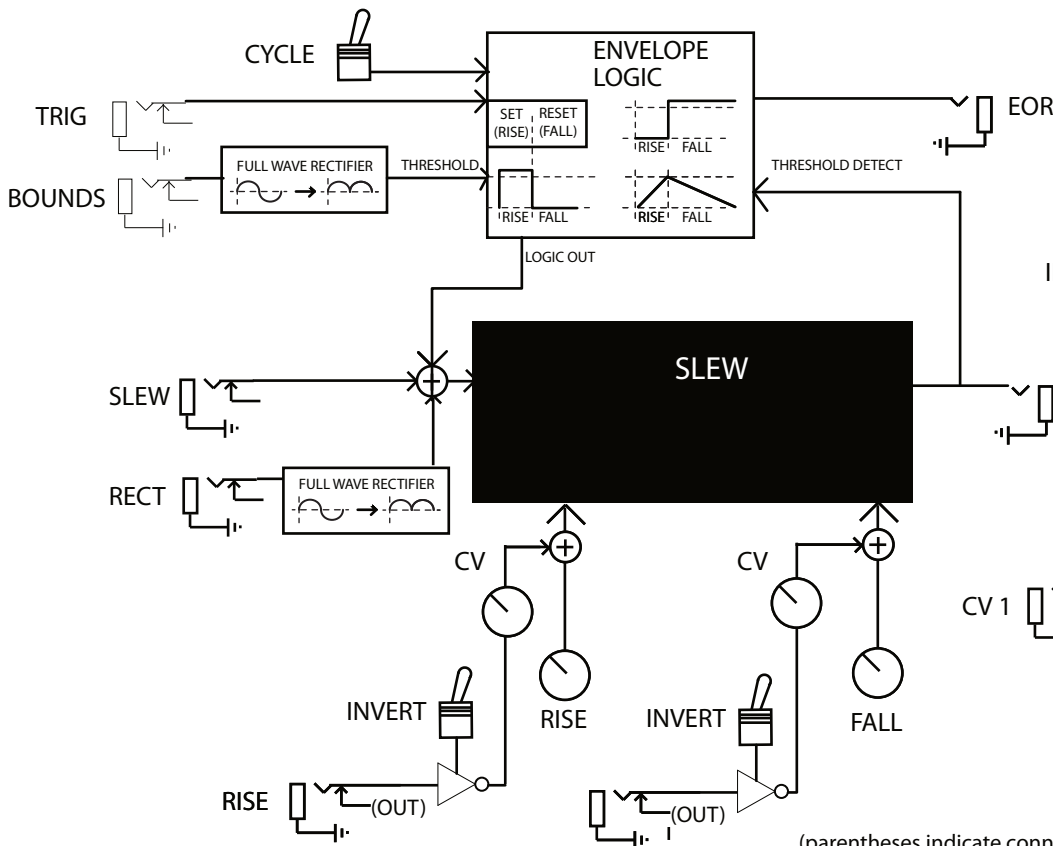 CYCLE
ENVELOPE
LOGIC
TRIG
SET
(RISE)
RESET
(FALL)
RISE
FALL
EOR
BOUNDS
FULL WAVE RECTIFIER
THRESHOLD
RISE
FALL
RISE
FALL
THRESHOLD DETECT
LOGIC OUT
I
SLEW
SLEW
RECT
FULL WAVE RECTIFIER
CV
CV
CV 1
INVERT
RISE
INVERT
FALL
RISE
(OUT)
(OUT)
I
(parentheses indicate conn